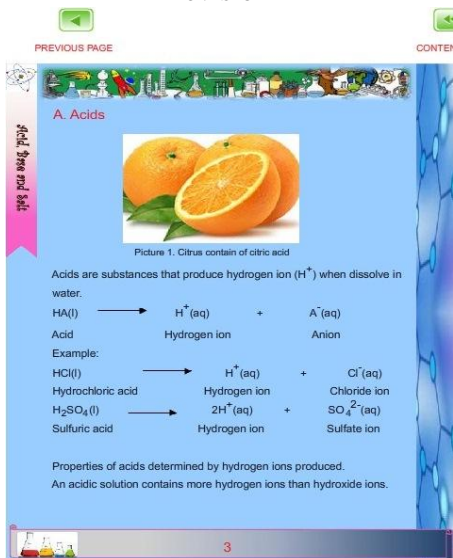 PREVIOUS PAGE
CONTEN
Acid, Base and Salt
A. Acids
Picture 1. Citrus contain of citric acid
Acids are substances that produce hydrogen ion (H⁺) when dissolve in
water.
HA(l) ⟶ H⁺(aq) + A⁻(aq)
Acid Hydrogen ion Anion
Example:
HCl(l) ⟶ H⁺(aq) + Cl⁻(aq)
Hydrochloric acid Hydrogen ion Chloride ion
H₂SO₄(l) ⟶ 2H⁺(aq) + SO₄²⁻(aq)
Sulfuric acid Hydrogen ion Sulfate ion
Properties of acids determined by hydrogen ions produced.
An acidic solution contains more hydrogen ions than hydroxide ions.
3